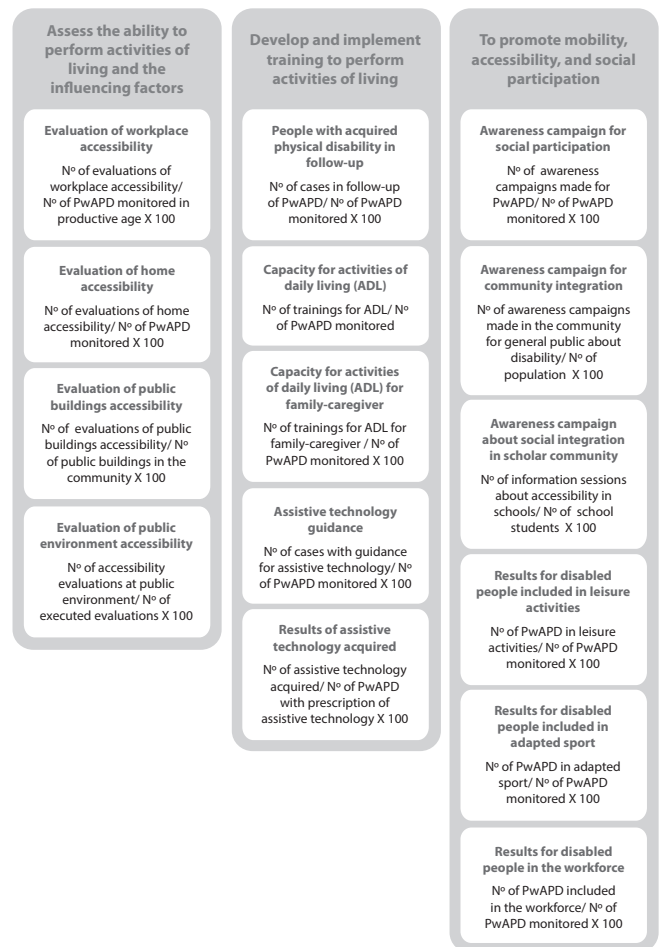 Assess the ability to
perform activities of
living and the
influencing factors
Evaluation of workplace
accessibility
Nº of evaluations of
workplace accessibility/
Nº of PwAPD monitored in
productive age X 100
Evaluation of home
accessibility
Nº of evaluations of home
accessibility/ Nº of PwAPD
monitored X 100
Evaluation of public
buildings accessibility
Nº of evaluations of public
buildings accessibility/ Nº
of public buildings in the
community X 100
Evaluation of public
environment accessibility
Nº of accessibility
evaluations at public
environment/ Nº of
executed evaluations X 100
Develop and implement
training to perform
activities of living
People with acquired
physical disability in
follow-up
Nº of cases in follow-up
of PwAPD/ Nº of PwAPD
monitored X 100
Capacity for activities of
daily living (ADL)
Nº of trainings for ADL/ Nº
of PwAPD monitored
Capacity for activities
of daily living (ADL) for
family-caregiver
Nº of trainings for ADL for
family-caregiver / Nº of
PwAPD monitored X 100
Assistive technology
guidance
Nº of cases with guidance
for assistive technology/ Nº
of PwAPD monitored X 100
Results of assistive
technology acquired
Nº of assistive technology
acquired/ Nº of PwAPD
with prescription of
assistive technology X 100
To promote mobility,
accessibility, and social
participation
Awareness campaign for
social participation
Nº of awareness
campaigns made for
PwAPD/ Nº of PwAPD
monitored X 100
Awareness campaign for
community integration
Nº of awareness campaigns
made in the community
for general public about
disability/ Nº of
population X 100
Awareness campaign
about social integration
in scholar community
Nº of information sessions
about accessibility in
schools/ Nº of school
students X 100
Results for disabled
people included in leisure
activities
Nº of PwAPD in leisure
activities/ Nº of PwAPD
monitored X 100
Results for disabled
people included in
adapted sport
Nº of PwAPD in adapted
sport/ Nº of PwAPD
monitored X 100
Results for disabled
people in the workforce
Nº of PwAPD included
in the workforce/ Nº of
PwAPD monitored X 100